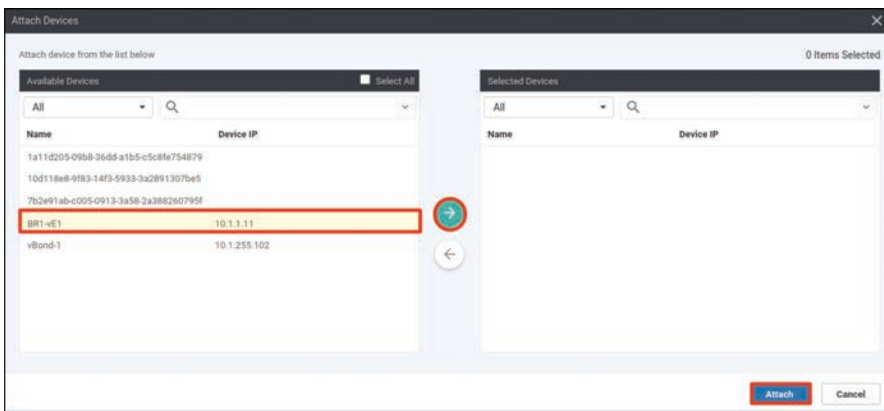 Attach Devices
Attach device from the list below
0 Items Selected
Available Devices
Select All
All
Name Device IP
1a11d205-09b8-36dd-a1b5-c5c8fe754879
10d118e8-9f83-14f3-5933-3a2891307be5
7b2e91ab-c005-0913-3a58-2a388260795f
BR1-vE1 10.1.1.11
vBond-1 10.1.255.102
Selected Devices
All
Name Device IP
Attach Cancel